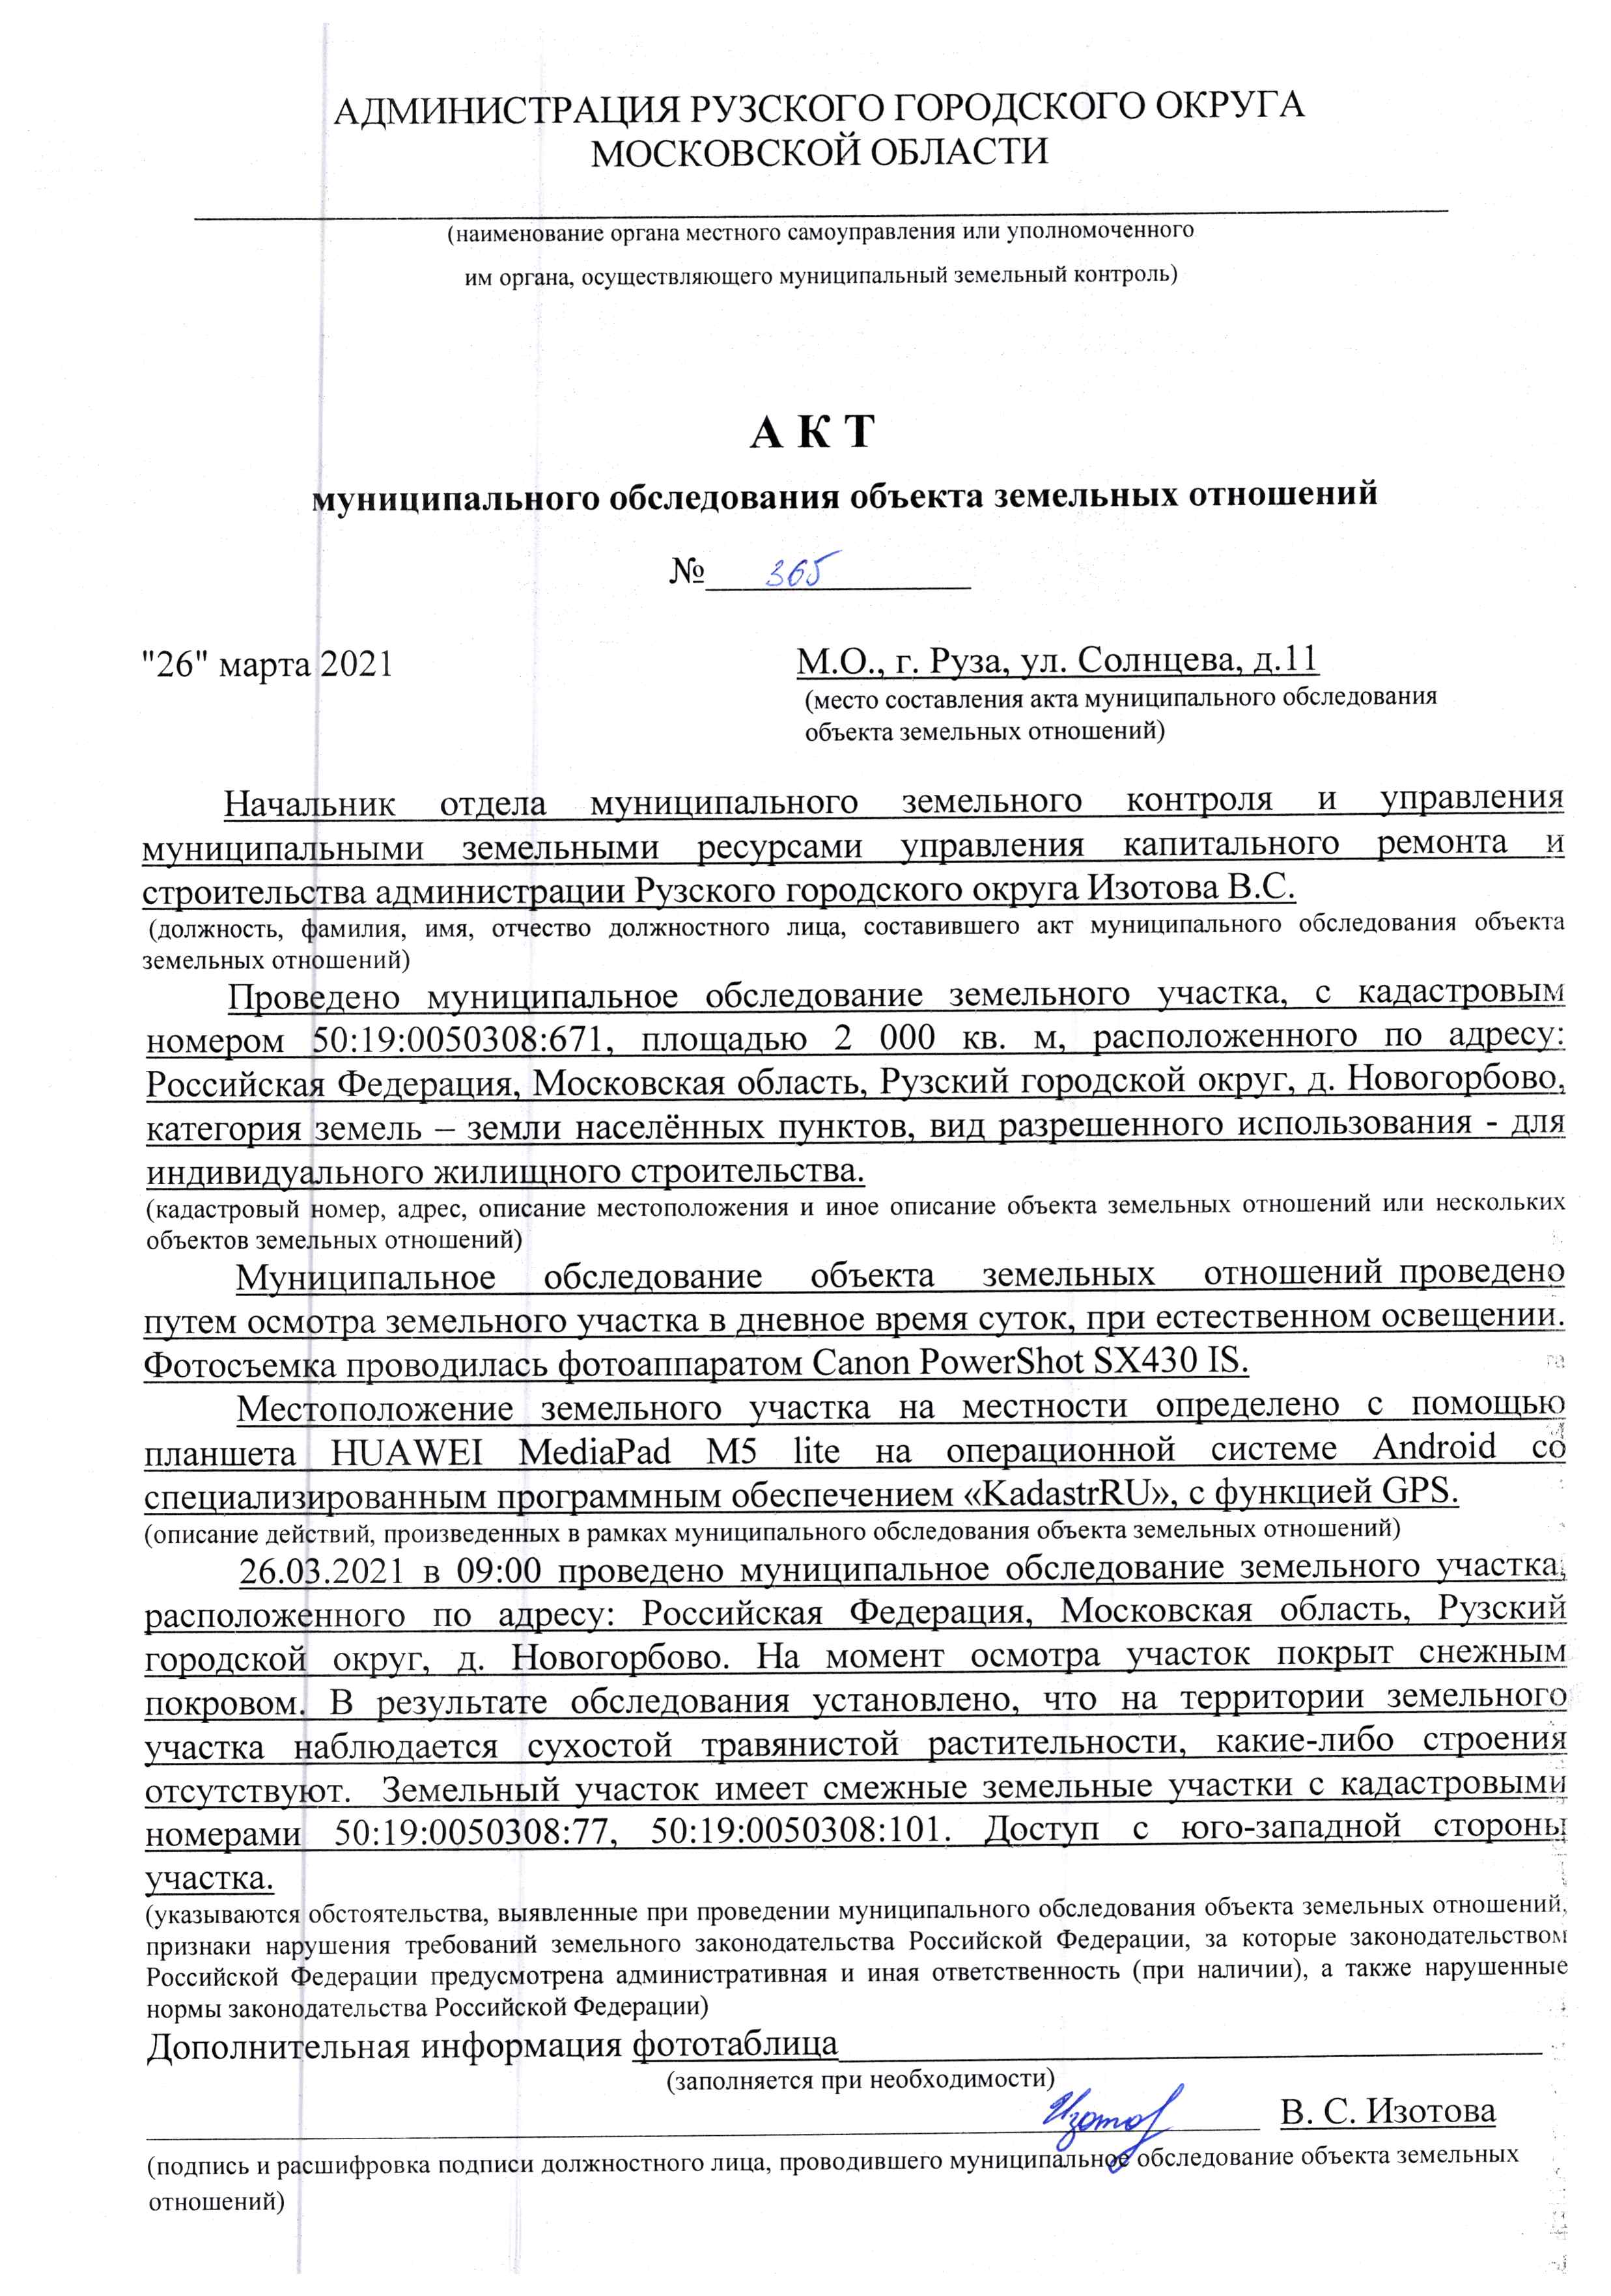 АДМИНИСТРАЦИЯ РУЗСКОГО ГОРОДСКОГО ОКРУГА
МОСКОВСКОЙ ОБЛАСТИ
(наименование органа местного самоуправления или уполномоченного
им органа, осуществляющего муниципальный земельный контроль)
А К Т
муниципального обследования объекта земельных отношений
№ 365
"26" марта 2021 М.О., г. Руза, ул. Солнцева, д.11
(место составления акта муниципального обследования
объекта земельных отношений)
Начальник отдела муниципального земельного контроля и управления
муниципальными земельными ресурсами управления капитального ремонта и
строительства администрации Рузского городского округа Изотова В.С.
(должность, фамилия, имя, отчество должностного лица, составившего акт муниципального обследования объекта
земельных отношений)
Проведено муниципальное обследование земельного участка, с кадастровым
номером 50:19:0050308:671, площадью 2 000 кв. м, расположенного по адресу:
Российская Федерация, Московская область, Рузский городской округ, д. Новогорбово,
категория земель – земли населённых пунктов, вид разрешенного использования - для
индивидуального жилищного строительства.
(кадастровый номер, адрес, описание местоположения и иное описание объекта земельных отношений или нескольких
объектов земельных отношений)
Муниципальное обследование объекта земельных отношений проведено
путем осмотра земельного участка в дневное время суток, при естественном освещении.
Фотосъемка проводилась фотоаппаратом Canon PowerShot SX430 IS.
Местоположение земельного участка на местности определено с помощью
планшета HUAWEI MediaPad M5 lite на операционной системе Android со
специализированным программным обеспечением «KadastrRU», с функцией GPS.
(описание действий, произведенных в рамках муниципального обследования объекта земельных отношений)
26.03.2021 в 09:00 проведено муниципальное обследование земельного участка,
расположенного по адресу: Российская Федерация, Московская область, Рузский
городской округ, д. Новогорбово. На момент осмотра участок покрыт снежным
покровом. В результате обследования установлено, что на территории земельного
участка наблюдается сухостой травянистой растительности, какие-либо строения
отсутствуют. Земельный участок имеет смежные земельные участки с кадастровыми
номерами 50:19:0050308:77, 50:19:0050308:101. Доступ с юго-западной стороны
участка.
(указываются обстоятельства, выявленные при проведении муниципального обследования объекта земельных отношений,
признаки нарушения требований земельного законодательства Российской Федерации, за которые законодательством
Российской Федерации предусмотрена административная и иная ответственность (при наличии), а также нарушенные
нормы законодательства Российской Федерации)
Дополнительная информация фототаблица
(заполняется при необходимости)
Изотов В. С. Изотова
(подпись и расшифровка подписи должностного лица, проводившего муниципальное обследование объекта земельных
отношений)